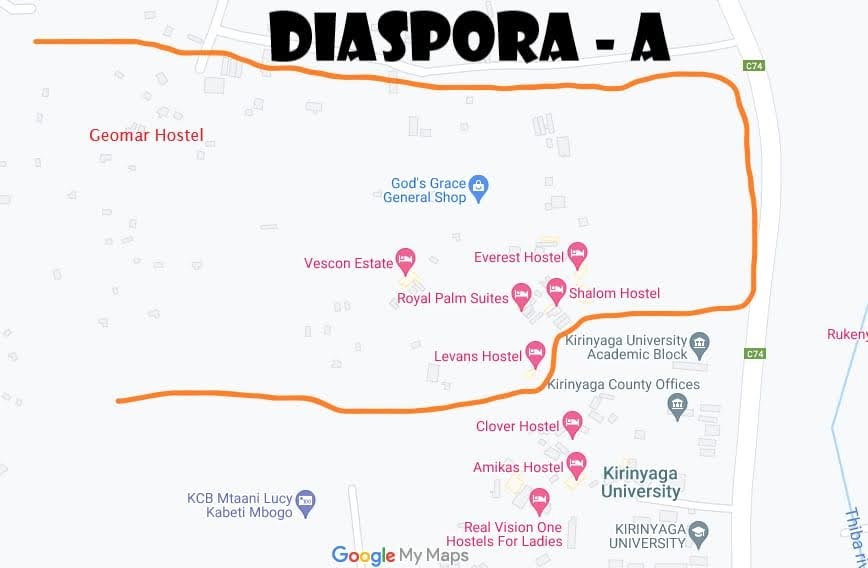 DIASPORA - A
C74
Geomar Hostel
God's Grace
General Shop
Vescon Estate
Everest Hostel
Royal Palm Suites
Shalom Hostel
Levans Hostel
Kirinyaga University
Academic Block
Rukeny
C74
Kirinyaga County Offices
Clover Hostel
Amikas Hostel
Kirinyaga
University
KCB Mtaani Lucy
Kabeti Mbogo
Real Vision One
Hostels For Ladies
KIRINYAGA
UNIVERSITY
Thiba riv
Google My Maps